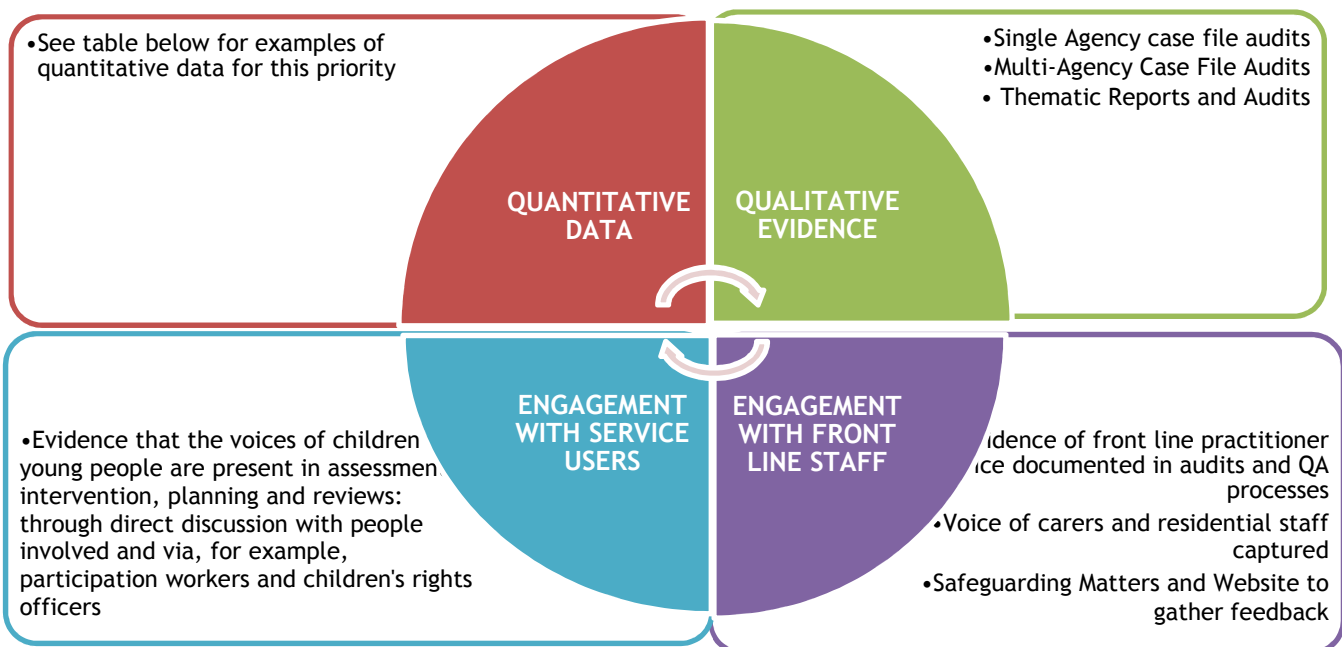 •See table below for examples of
quantitative data for this priority
•Single Agency case file audits
•Multi-Agency Case File Audits
• Thematic Reports and Audits
QUANTITATIVE
DATA
QUALITATIVE
EVIDENCE
ENGAGEMENT
WITH SERVICE
USERS
ENGAGEMENT
WITH FRONT
LINE STAFF
•Evidence that the voices of children
young people are present in
intervention, planning and reviews:
through direct discussion with people
involved and via, for example,
participation workers and children's rights
officers
of front line practitioner
documented in audits and QA
processes
•Voice of carers and residential staff
captured
•Safeguarding Matters and Website to
gather feedback